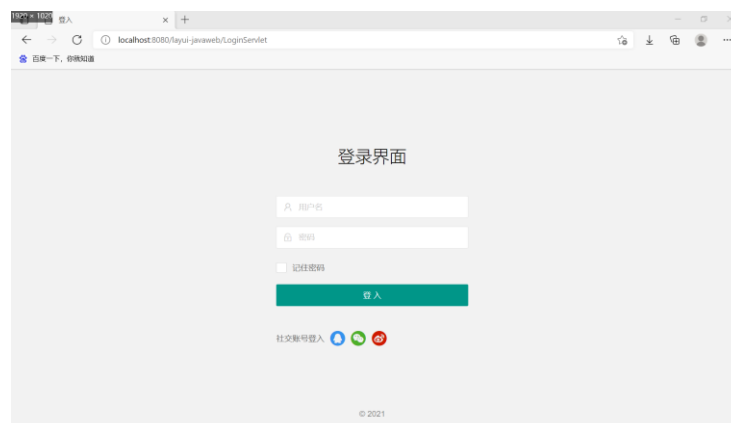 1920 × 1020
登入
localhost:8080/layui-javaweb/LoginServlet
百度一下，你就知道
登录界面
用户名
密码
记住密码
登入
社交账号登入
© 2021